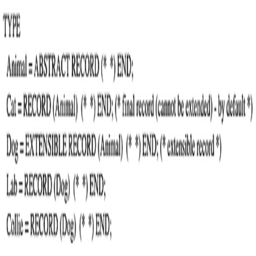 TYPE
Animal = ABSTRACT RECORD (* *) END;
Cat = RECORD (Animal) (* *) END; (* final record (cannot be extended) - by default *)
Dog = EXTENSIBLE RECORD (Animal) (* *) END; (* extensible record *)
Lab = RECORD (Dog) (* *) END;
Collie = RECORD (Dog) (* *) END;